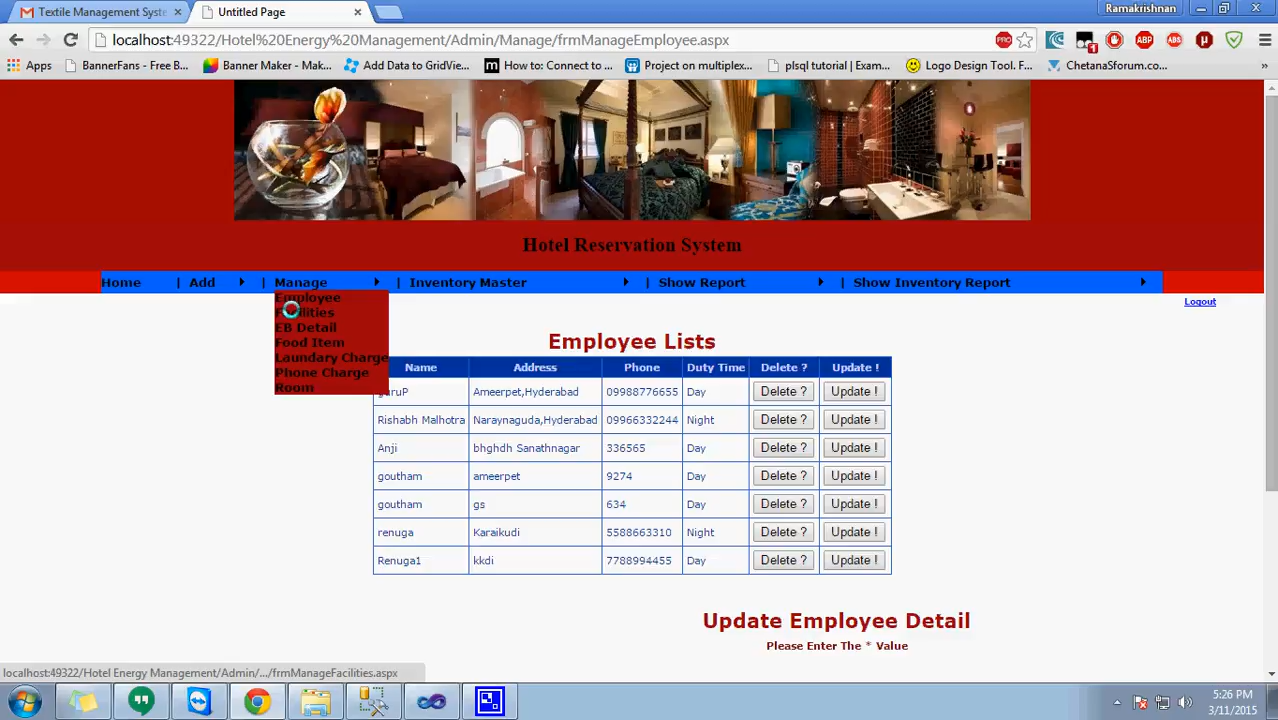 Textile Management Syste
Untitled Page
Ramakrishnan
localhost:49322/Hotel%20Energy%20Management/Admin/Manage/frmManageEmployee.aspx
PRO
1
ABP
ABS
Apps
BannerFans - Free B...
Banner Maker - Mak...
Add Data to GridVie...
How to: Connect to ...
Project on multiplex...
plsql tutorial | Exam...
Logo Design Tool. F...
ChetanaSforum.co...
»
Hotel Reservation System
Home | Add | Manage | Inventory Master | Show Report | Show Inventory Report
Logout
Employee
Facilities
EB Detail
Food Item
Laundary Charge
Phone Charge
Room
Employee Lists
Name Address Phone Duty Time Delete ? Update !
guruP Ameerpet,Hyderabad 09988776655 Day Delete ? Update !
Rishabh Malhotra Naraynaguda,Hyderabad 09966332244 Night Delete ? Update !
Anji bhghdh Sanathnagar 336565 Day Delete ? Update !
goutham ameerpet 9274 Day Delete ? Update !
goutham gs 634 Day Delete ? Update !
renuga Karaikudi 5588663310 Night Delete ? Update !
Renuga1 kkdi 7788994455 Day Delete ? Update !
Update Employee Detail
Please Enter The * Value
localhost:49322/Hotel Energy Management/Admin/.../frmManageFacilities.aspx
5:26 PM
3/11/2015